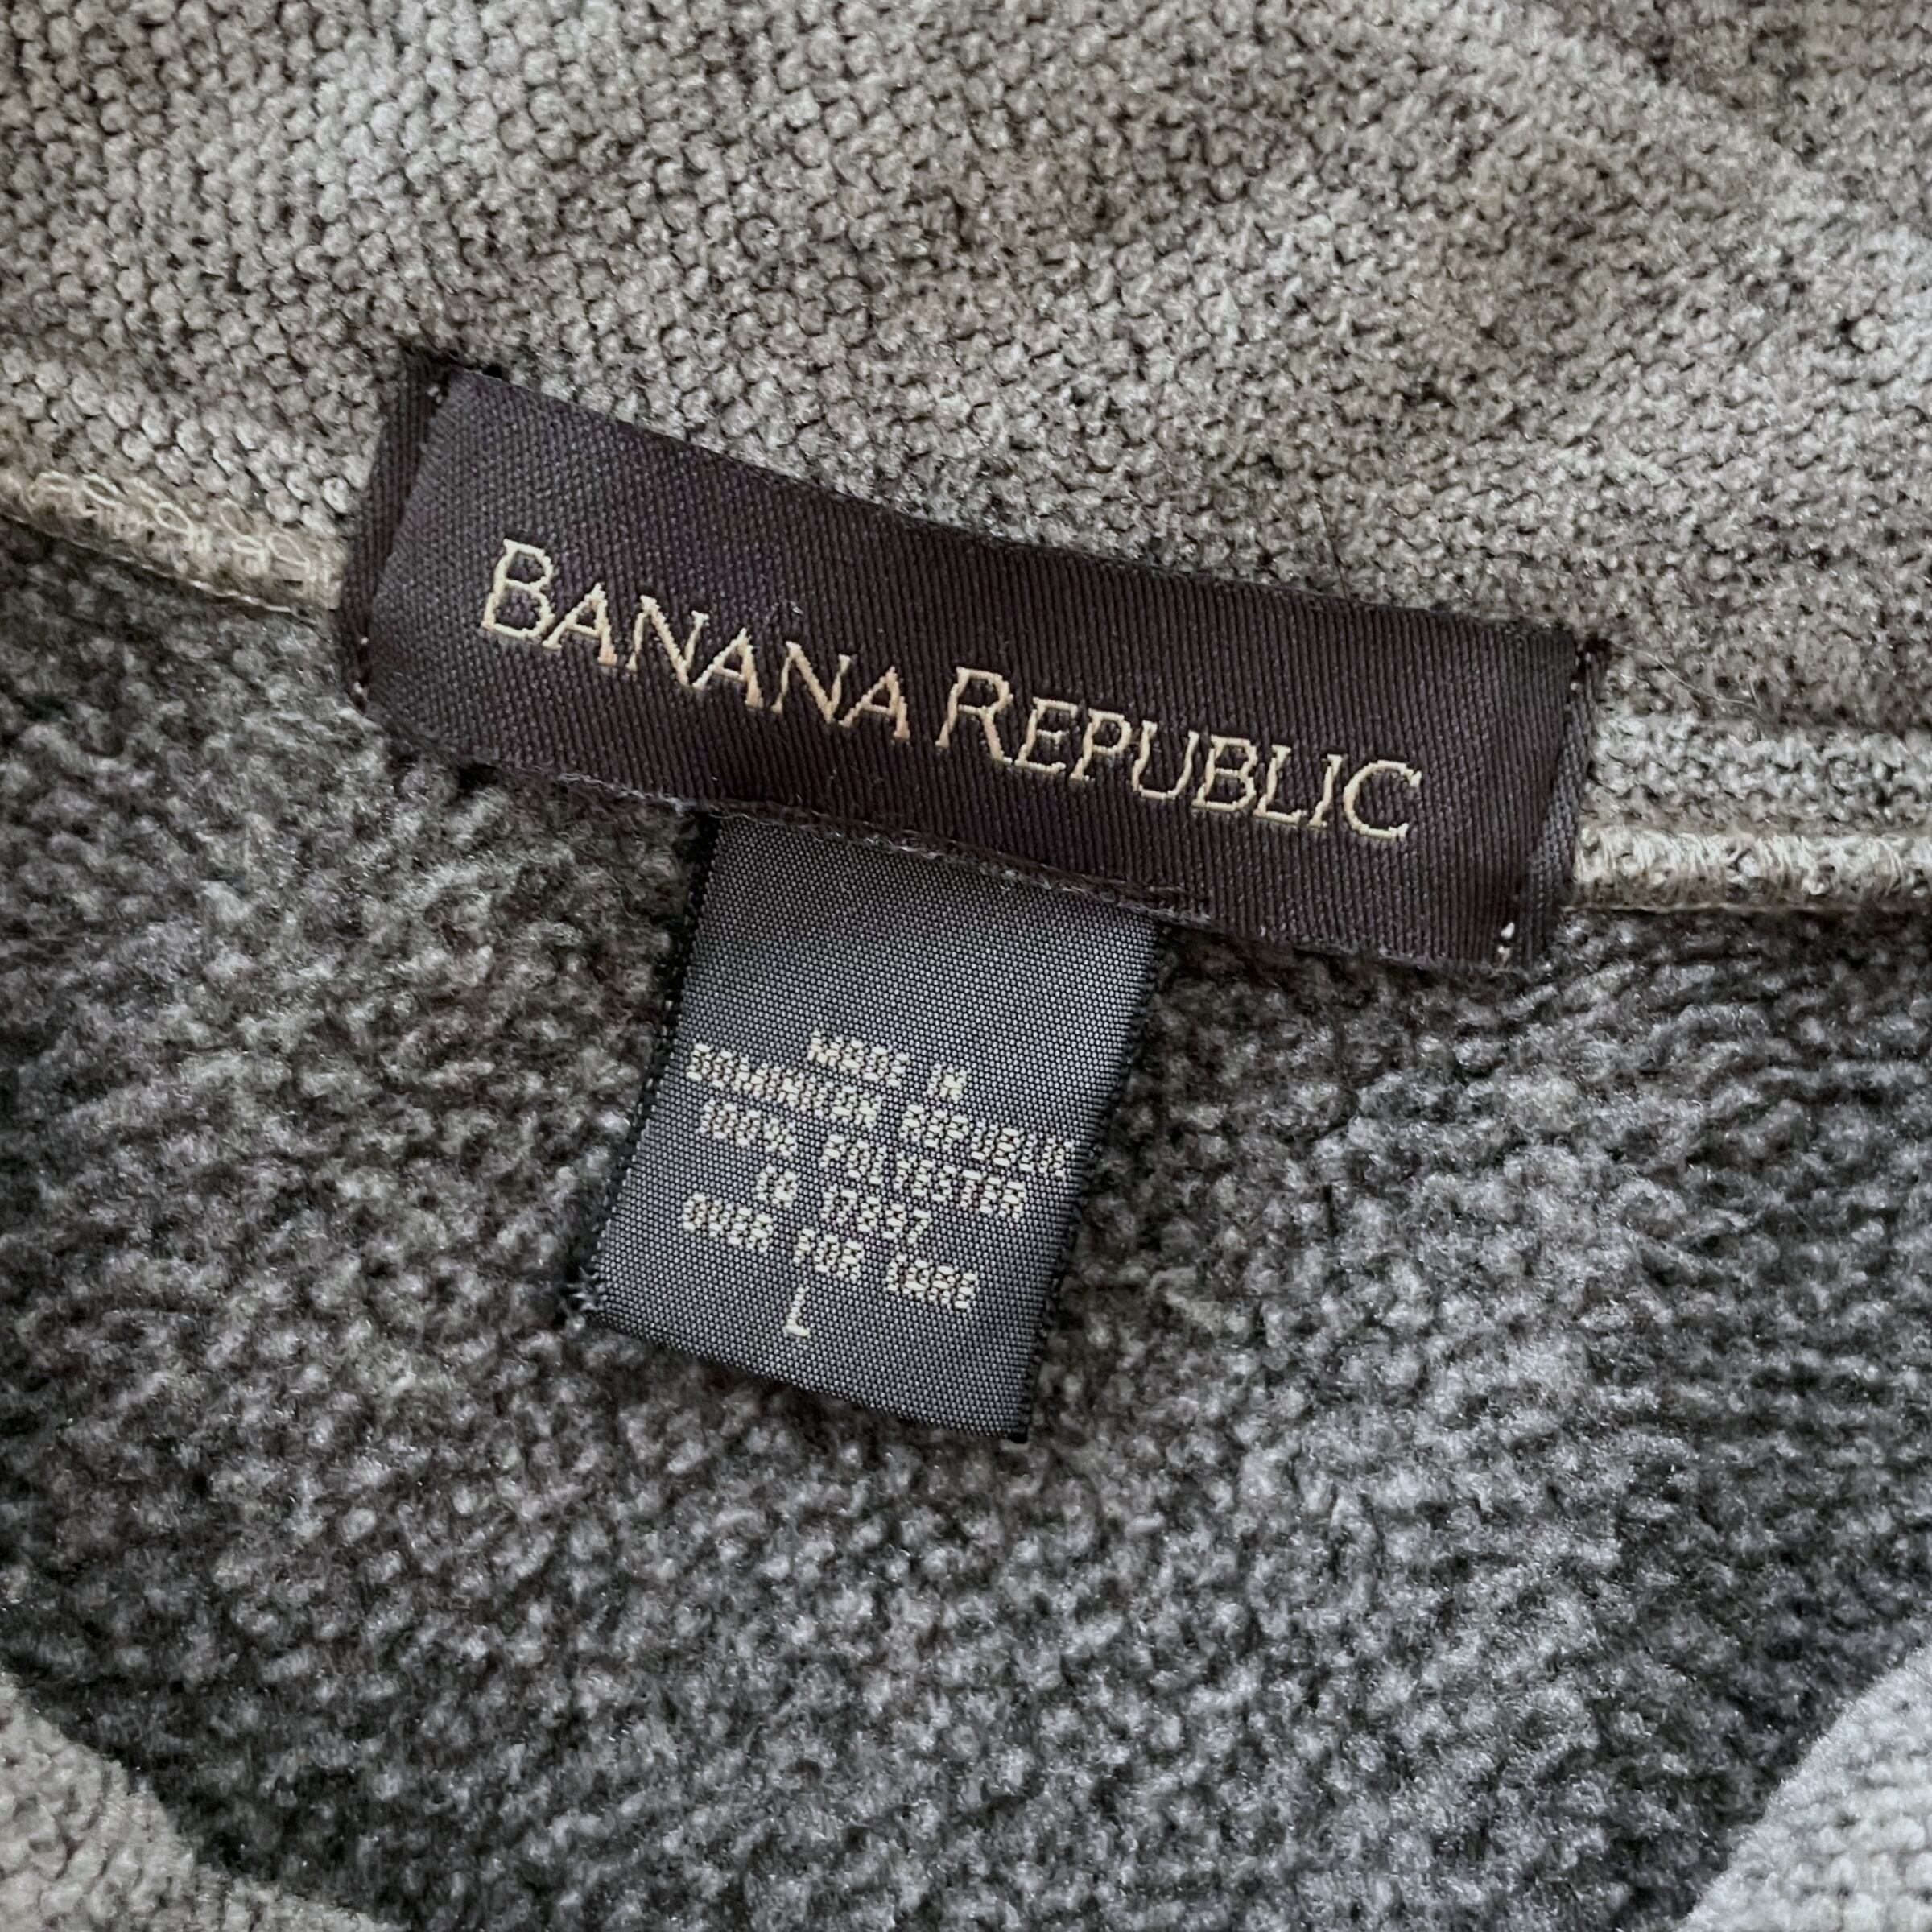 BANANA REPUBLIC
MADE IN
DOMINICAN REPUBLIC
100% POLYESTER
CA 17897
OVER FOR CARE
L